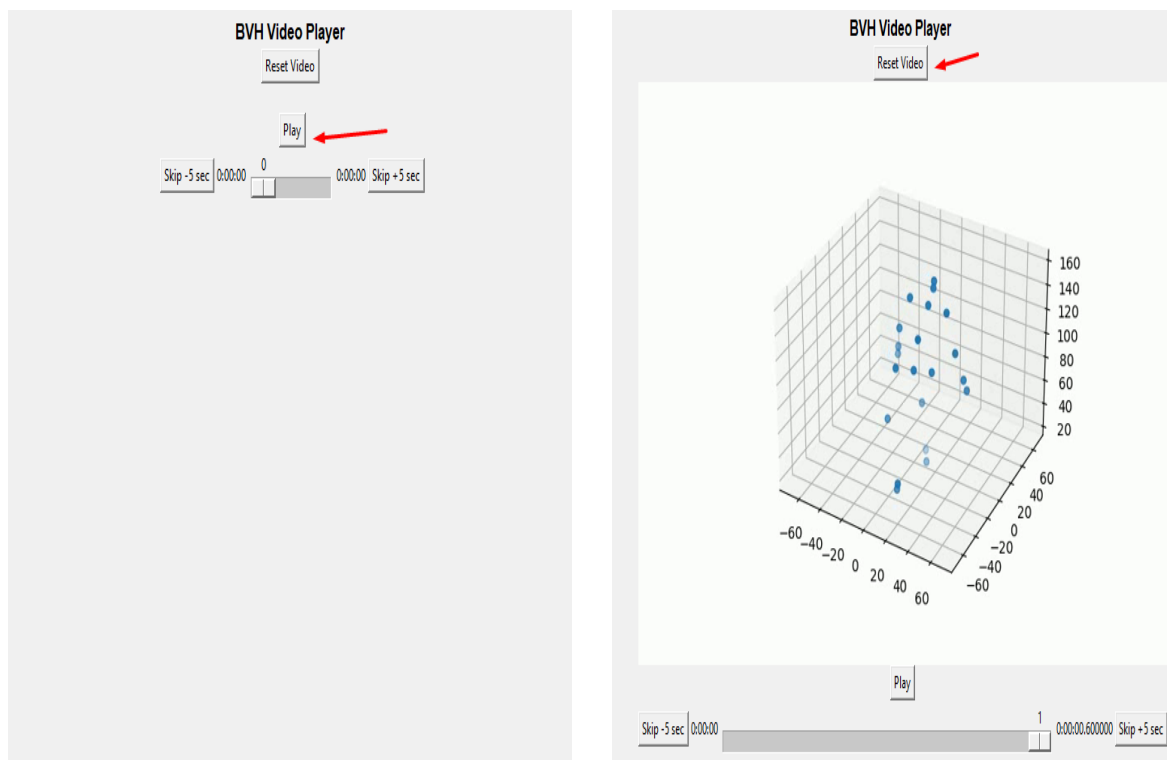 BVH Video Player
Reset Video
Play
0
Skip -5 sec 0:00:00 0:00:00 Skip +5 sec
BVH Video Player
Reset Video
160
140
120
100
80
60
40
20
60
40
20
0
−20
−40
−60
−60 −40 −20 0 20 40 60
Play
1
Skip -5 sec 0:00:00 0:00:00.600000 Skip +5 sec